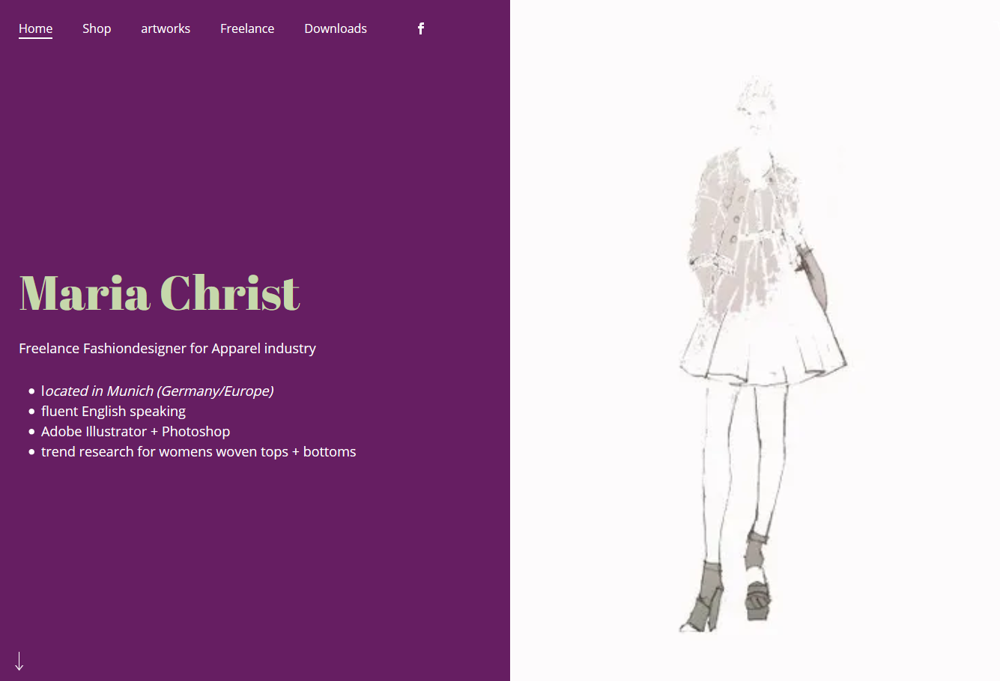 Home Shop artworks Freelance Downloads
Maria Christ
Freelance Fashiondesigner for Apparel industry
• located in Munich (Germany/Europe)
• fluent English speaking
• Adobe Illustrator + Photoshop
• trend research for womens woven tops + bottoms